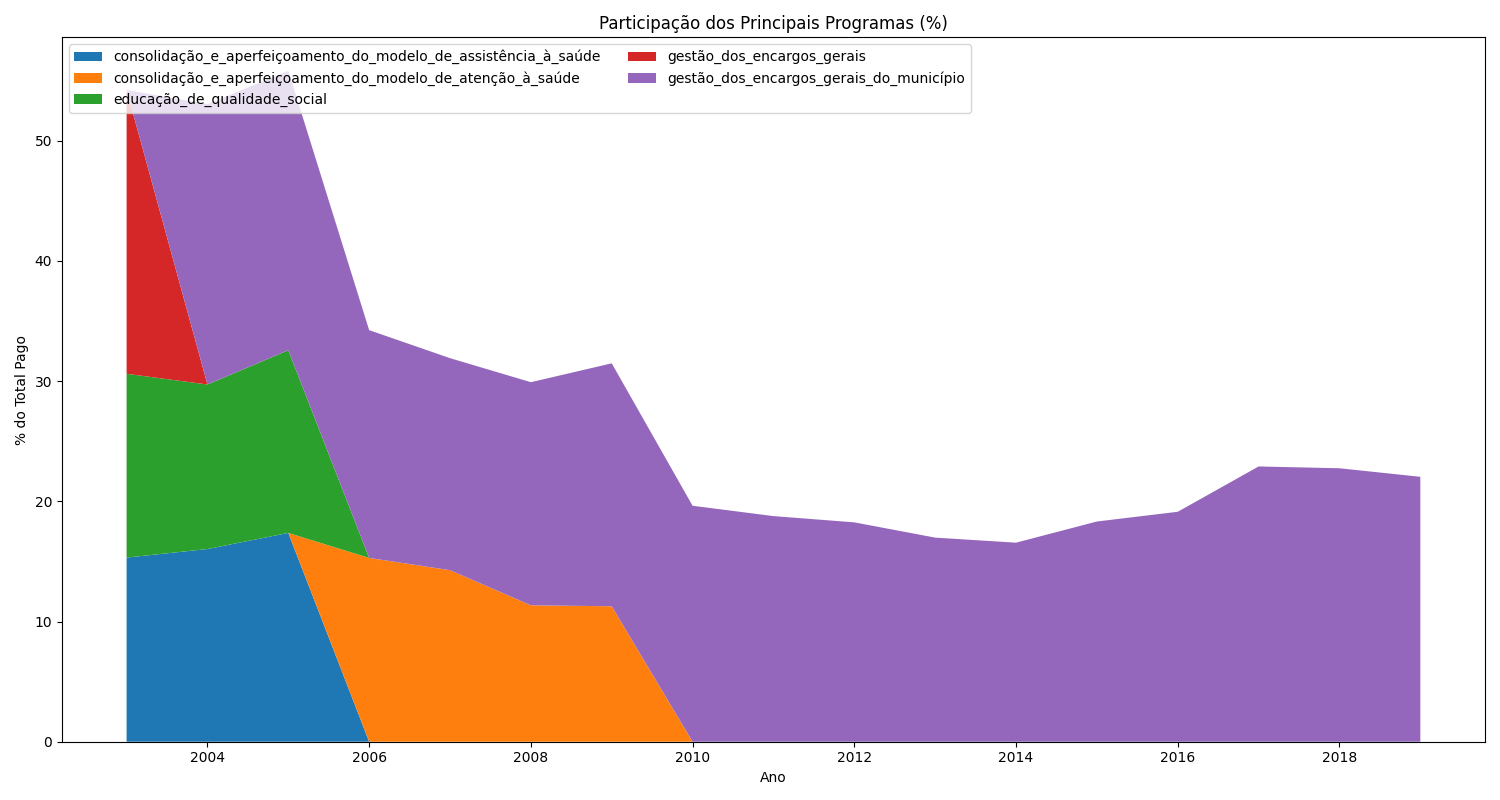 Participação dos Principais Programas (%)
consolidação_e_aperfeiçoamento_do_modelo_de_assistência_à_saúde
consolidação_e_aperfeiçoamento_do_modelo_de_atenção_à_saúde
educação_de_qualidade_social
gestão_dos_encargos_gerais
gestão_dos_encargos_gerais_do_município
% do Total Pago
50
40
30
20
10
0
2004 2006 2008 2010 2012 2014 2016 2018
Ano